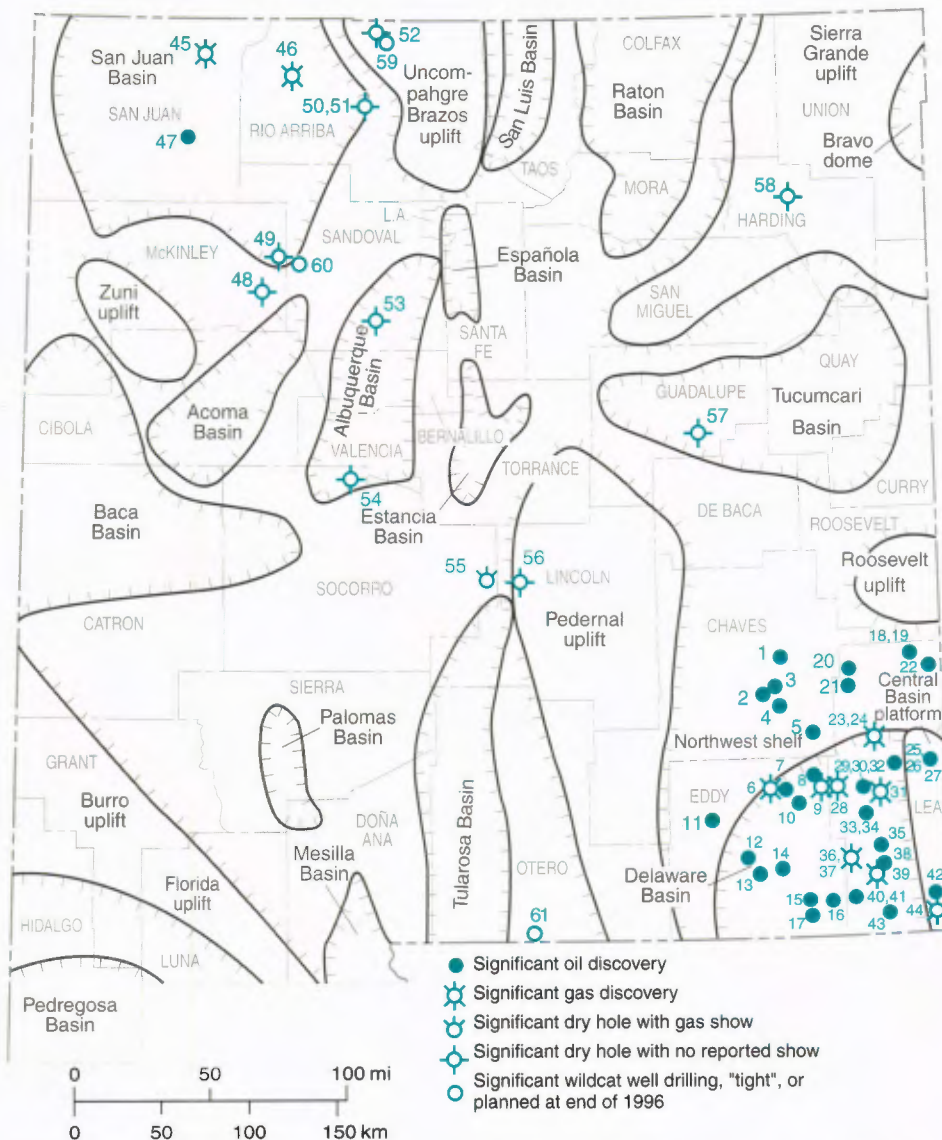 45
46
52
59
San Juan
Basin
SAN JUAN
RIO ARRIBA
50,51
47
Uncom-
pahgre
Brazos
uplift
San Luis Basin
TAOS
COLFAX
Raton
Basin
MORA
Sierra
Grande
uplift
UNION
Bravo
dome
58
HARDING
L.A
SANDOVAL
McKINLEY
49
60
48
Zuni
uplift
Española
Basin
53
SANTA
FE
SAN
MIGUEL
QUAY
GUADALUPE
Tucumcari
Basin
57
Albuquerque
Basin
Acoma
Basin
CIBOLA
VALENCIA
BERNALILLO
TORRANCE
54
Estancia
Basin
CURRY
DE BACA
ROOSEVELT
Roosevelt
uplift
Baca
Basin
SOCORRO
55
56
LINCOLN
Pedernal
uplift
CATRON
CHAVES
18,19
1
20
22
2
3
21
Central
Basin
platform
4
5
23,24
Northwest shelf
SIERRA
Palomas
Basin
GRANT
Burro
uplift
DOÑA
ANA
Mesilla
Basin
Tularosa Basin
OTERO
EDDY
7
6
8
29,30,32
25,
26
27
10
9
28
31
LEA
11
33,34
35
12
14
36,
37
38
13
39
Delaware
Basin
15
16
40,41
42
17
43
44
Florida
uplift
HIDALGO
LUNA
61
Pedregosa
Basin
Significant oil discovery
Significant gas discovery
Significant dry hole with gas show
Significant dry hole with no reported show
Significant wildcat well drilling, "tight", or
planned at end of 1996
0 50 100 mi
0 50 100 150 km